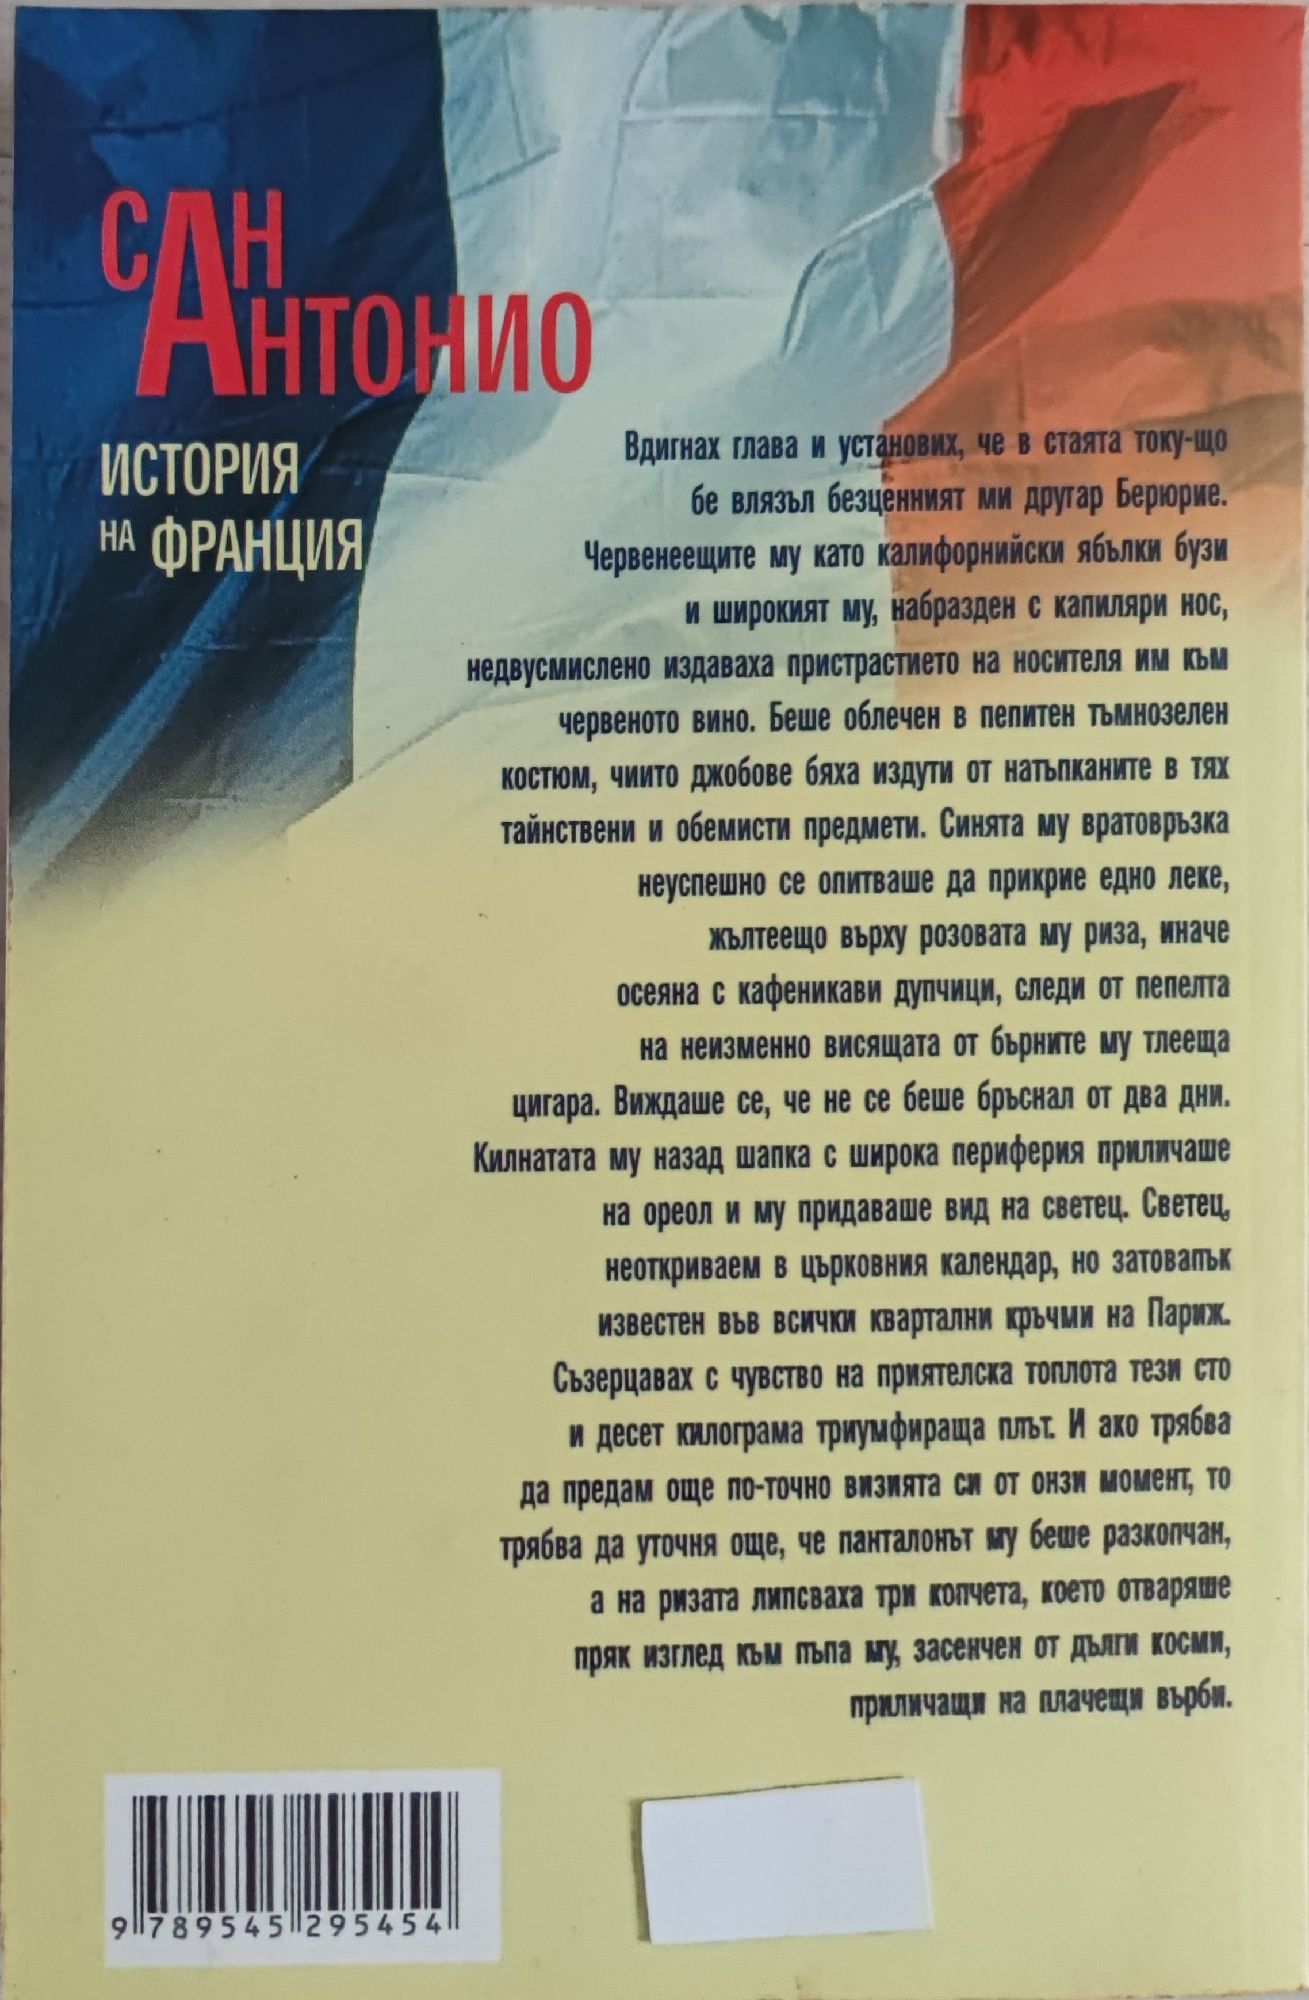 САН
АНТОНИО
ИСТОРИЯ
НА ФРАНЦИЯ
Вдигнах глава и установих, че в стаята току-що
бе влязъл безценният ми другар Берюрие.
Червенеещите му като калифорнийски ябълки бузи
и широкият му, набразден с капиляри нос,
недвусмислено издаваха пристрастието на носителя им към
червеното вино. Беше облечен в пепитен тъмнозелен
костюм, чиито джобове бяха издути от натъпканите в тях
тайнствени и обемисти предмети. Синята му вратовръзка
неуспешно се опитваше да прикрие едно леке,
жълтеещо върху розовата му риза, иначе
осеяна с кафеникави дупчици, следи от пепелта
на неизменно висящата от бърните му тлееща
цигара. Виждаше се, че не се беше бръснал от два дни.
Килнатата му назад шапка с широка периферия приличаше
на ореол и му придаваше вид на светец. Светец,
неоткриваем в църковния календар, но затовапък
известен във всички квартални кръчми на Париж.
Съзерцавах с чувство на приятелска топлота тези сто
и десет килограма триумфираща плът. И ако трябва
да предам още по-точно визията си от онзи момент, то
трябва да уточня още, че панталонът му беше разкопчан,
а на ризата липсваха три копчета, което отваряше
пряк изглед към пъпа му, засенчен от дълги косми,
приличащи на плачещи върби.
9 789545 295454